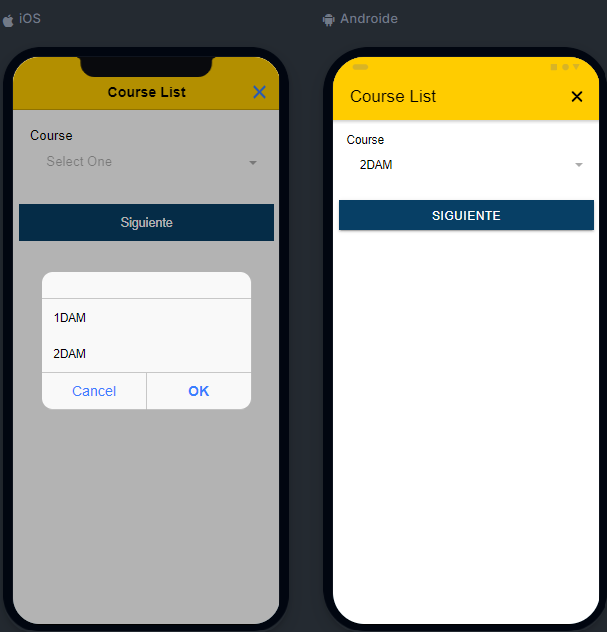 iOS
Course List
Course
Select One
Siguiente
1DAM
2DAM
Cancel
OK
Androide
Course List
Course
2DAM
SIGUIENTE